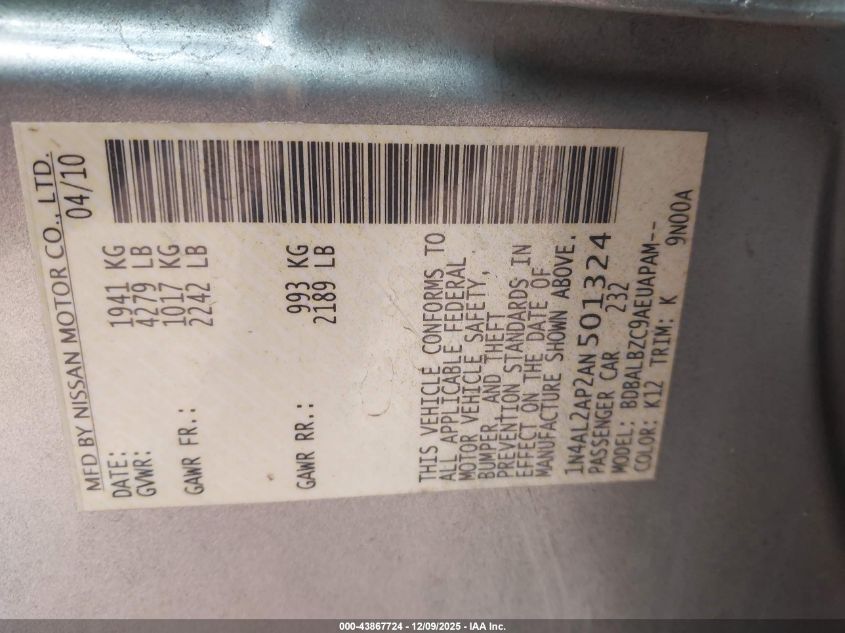 MFD BY NISSAN MOTOR CO., LTD.
DATE: 04/10
GVWR: 1941 KG
4279 LB
GAWR FR.: 1017 KG
2242 LB
GAWR RR.: 993 KG
2189 LB
THIS VEHICLE CONFORMS TO
ALL APPLICABLE FEDERAL
MOTOR VEHICLE SAFETY,
BUMPER, AND THEFT
PREVENTION STANDARDS IN
EFFECT ON THE DATE OF
MANUFACTURE SHOWN ABOVE.
1N4AL2AP2AN501324
PASSENGER CAR 232
MODEL: BDBALBZC9AEUAPAM--
COLOR: K12 TRIM: K 9N00A
000-43867724 - 12/09/2025 - IAA Inc.